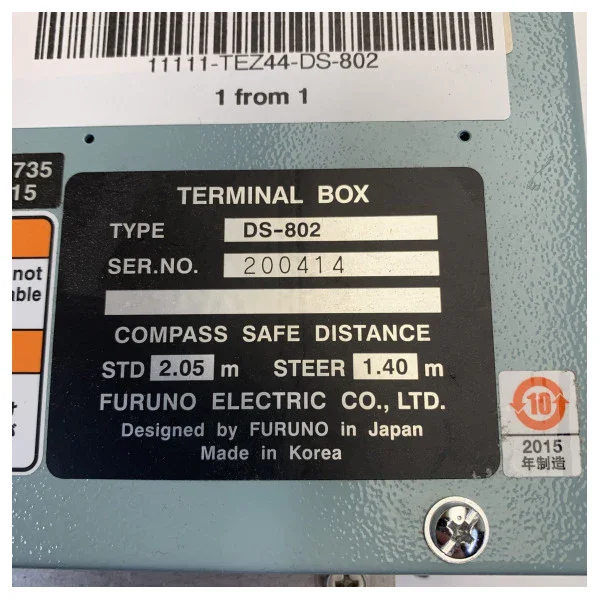 11111-TEZ44-DS-802
1 from 1
735
15
not
able
TERMINAL BOX
TYPE DS-802
SER.NO. 200414
COMPASS SAFE DISTANCE
STD 2.05 m STEER 1.40 m
FURUNO ELECTRIC CO., LTD.
Designed by FURUNO in Japan
Made in Korea
10
2015
年制造